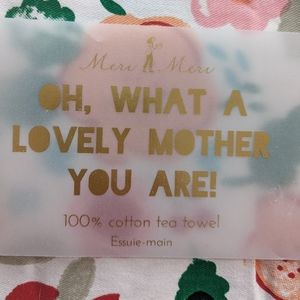 Meri Meri
OH, WHAT A
LOVELY MOTHER
YOU ARE!
100% cotton tea towel
Essuie-main